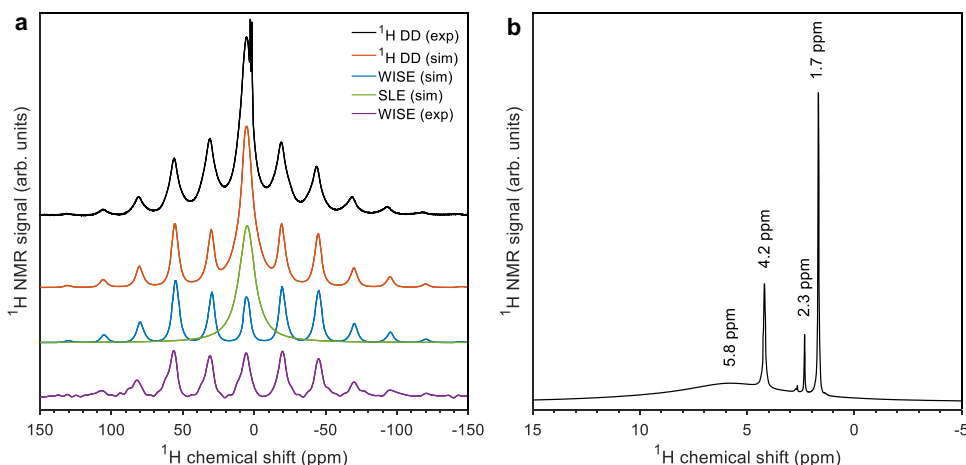 a
¹H NMR signal (arb. units)
¹H DD (exp)
¹H DD (sim)
WISE (sim)
SLE (sim)
WISE (exp)
150 100 50 0 -50 -100 -150
¹H chemical shift (ppm)
b
¹H NMR signal (arb. units)
5.8 ppm
4.2 ppm
2.3 ppm
1.7 ppm
15 10 5 0 -5
¹H chemical shift (ppm)